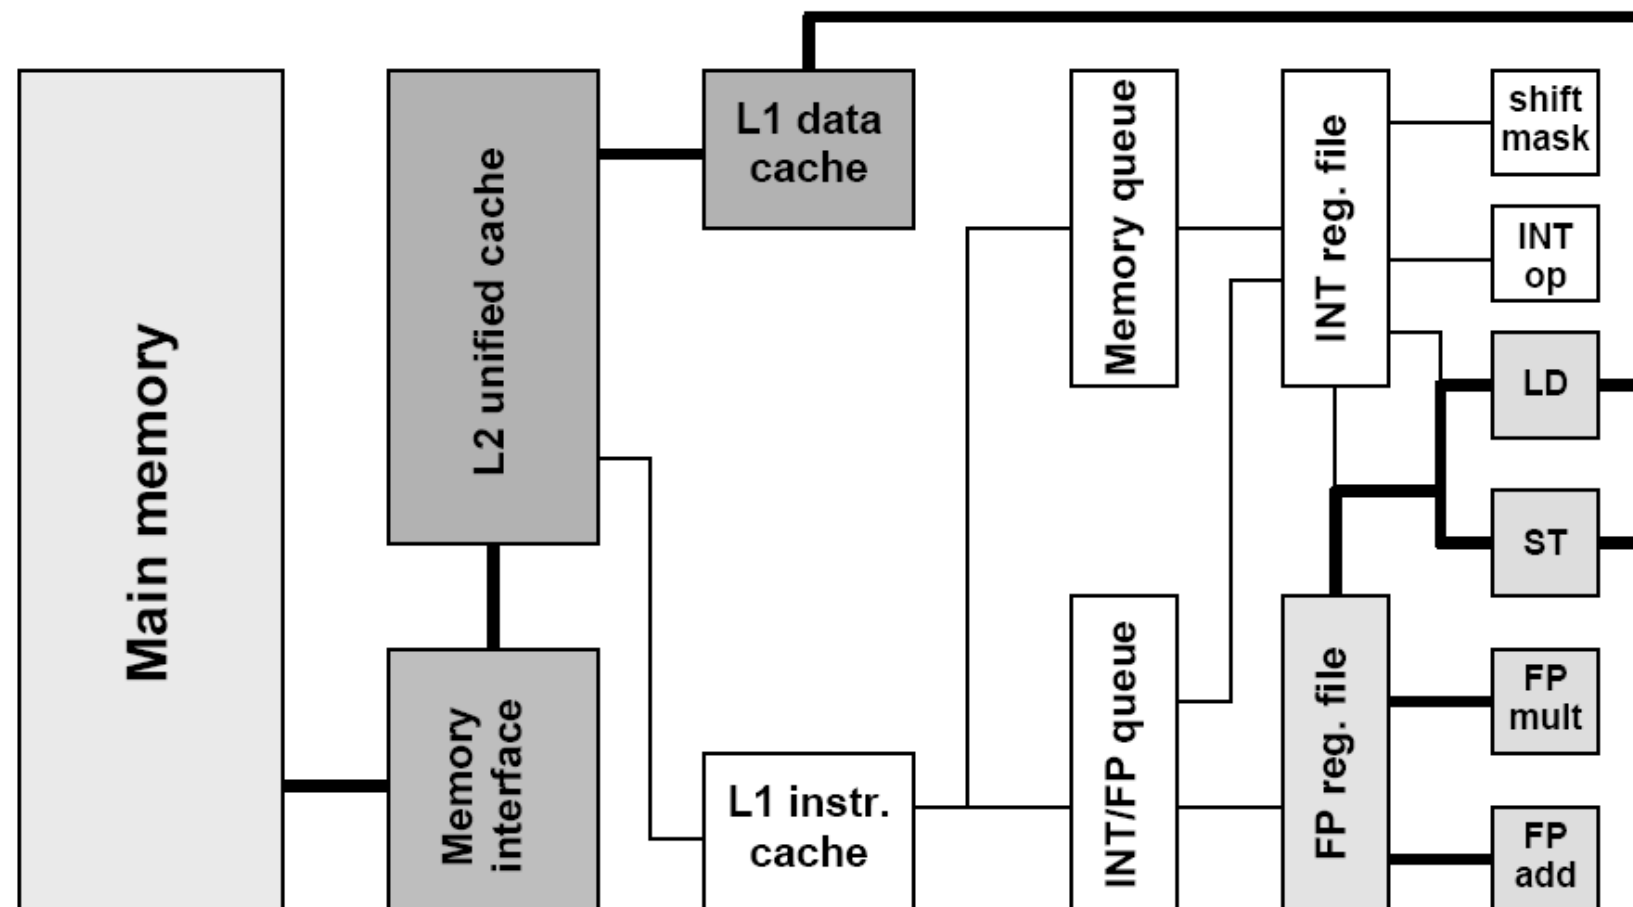 Main memory
L2 unified cache
Memory
interface
L1 data
cache
L1 instr.
cache
Memory queue
INT/FP queue
INT reg. file
FP reg. file
shift
mask
INT
op
LD
ST
FP
mult
FP
add